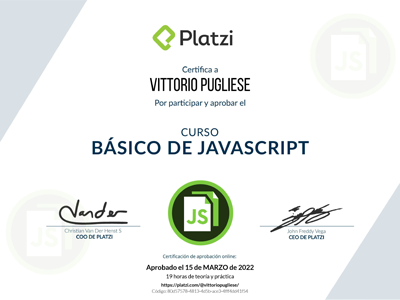 Platzi
Certifica a
VITTORIO PUGLIESE
Por participar y aprobar el
CURSO
BÁSICO DE JAVASCRIPT
JS
JS
JS
Christian Van Der Henst S
COO DE PLATZI
John Freddy Vega
CEO DE PLATZI
Certificación de aprobación online:
Aprobado el 15 de MARZO de 2022
19 horas de teoría y práctica
https://platzi.com/@vittoriopugliese/
Código: